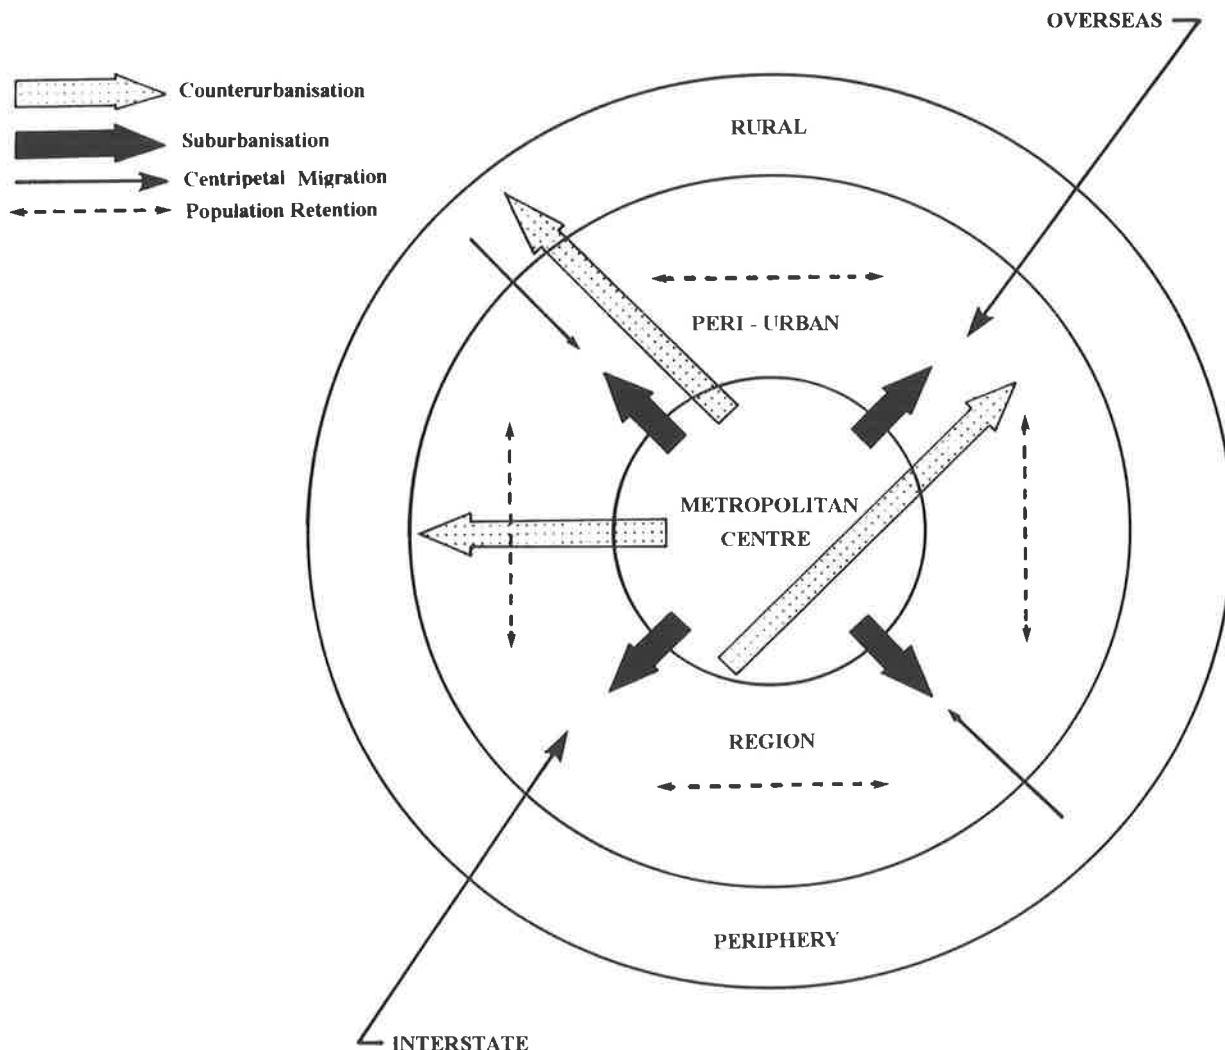 OVERSEAS
Counterurbanisation
Suburbanisation
Centripetal Migration
Population Retention
RURAL
PERI - URBAN
METROPOLITAN
CENTRE
REGION
PERIPHERY
INTERSTATE